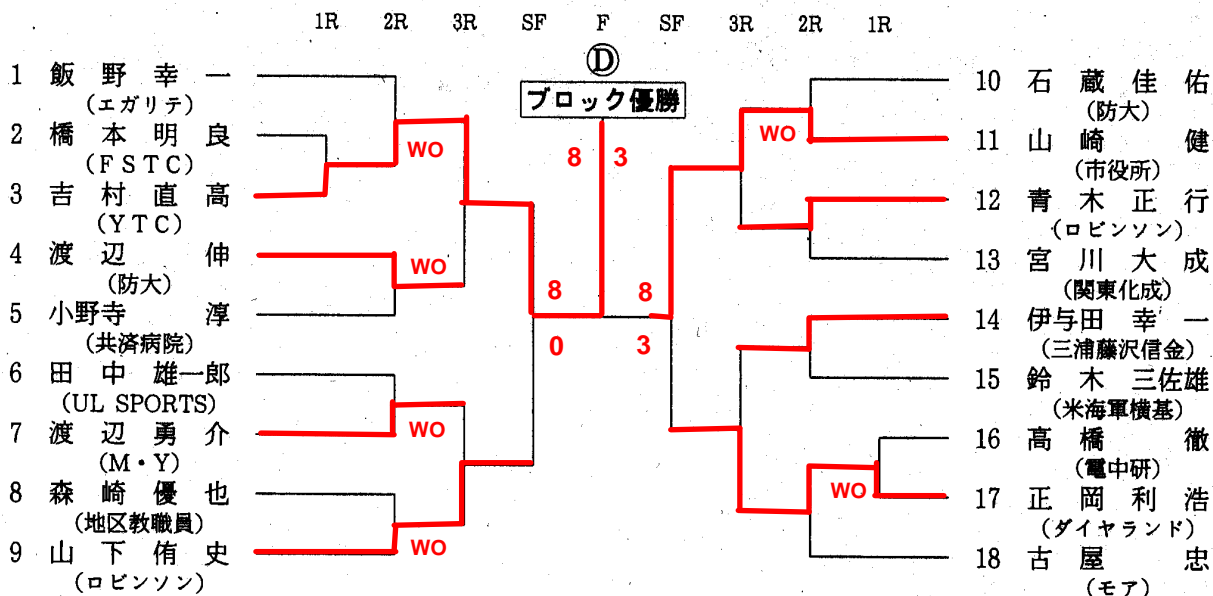 1R 2R 3R SF F SF 3R 2R 1R
Ⓓ
ブロック優勝
1 飯野幸一
(エガリテ)
2 橋本明良
(FSTC)
3 吉村直高
(YTC)
4 渡辺伸
(防大)
5 小野寺淳
(共済病院)
6 田中雄一郎
(UL SPORTS)
7 渡辺勇介
(M・Y)
8 森崎優也
(地区教職員)
9 山下侑史
(ロビンソン)
WO
WO
WO
WO
8 3
8
0
8
3
WO
WO
10 石蔵佳佑
(防大)
11 山崎健
(市役所)
12 青木正行
(ロビンソン)
13 宮川大成
(関東化成)
14 伊与田幸一
(三浦藤沢信金)
15 鈴木三佐雄
(米海軍横基)
16 高橋徹
(電中研)
17 正岡利浩
(ダイヤランド)
18 古屋忠
(モア)